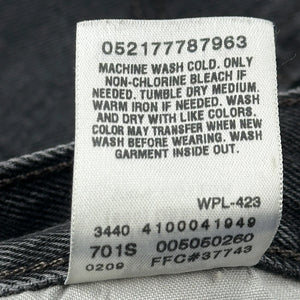 052177787963
MACHINE WASH COLD. ONLY
NON-CHLORINE BLEACH IF
NEEDED. TUMBLE DRY MEDIUM.
WARM IRON IF NEEDED. WASH
AND DRY WITH LIKE COLORS.
COLOR MAY TRANSFER WHEN NEW
UPON BEFORE WEARING. WASH
GARMENT INSIDE OUT.
WPL-423
3440 4100041949
701S 005050260
0209 FFC#37743